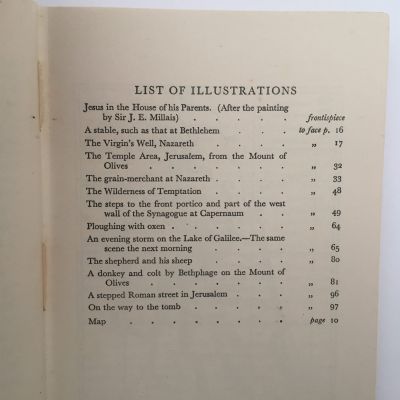 LIST OF ILLUSTRATIONS
Jesus in the House of his Parents. (After the painting
by Sir J. E. Millais) . . . . . frontispiece
A stable, such as that at Bethlehem . . . to face p. 16
The Virgin's Well, Nazareth . . . . „ 17
The Temple Area, Jerusalem, from the Mount of
Olives . . . . . . . „ 32
The grain-merchant at Nazareth . . . . „ 33
The Wilderness of Temptation . . . . „ 48
The steps to the front portico and part of the west
wall of the Synagogue at Capernaum . . „ 49
Ploughing with oxen . . . . . „ 64
An evening storm on the Lake of Galilee.—The same
scene the next morning . . . . „ 65
The shepherd and his sheep . . . . „ 80
A donkey and colt by Bethphage on the Mount of
Olives . . . . . . . „ 81
A stepped Roman street in Jerusalem . . . „ 96
On the way to the tomb . . . . . „ 97
Map . . . . . . . page 10